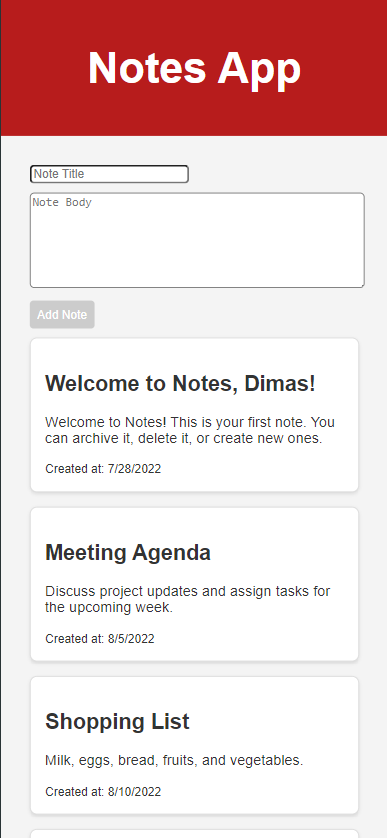 Notes App
Note Title
Note Body
Add Note
Welcome to Notes, Dimas!
Welcome to Notes! This is your first note. You
can archive it, delete it, or create new ones.
Created at: 7/28/2022
Meeting Agenda
Discuss project updates and assign tasks for
the upcoming week.
Created at: 8/5/2022
Shopping List
Milk, eggs, bread, fruits, and vegetables.
Created at: 8/10/2022